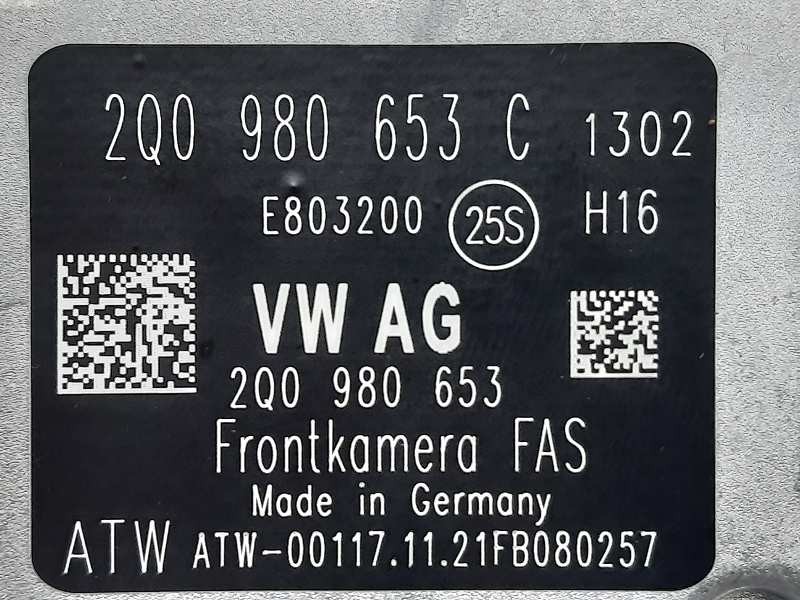 2Q0 980 653 C 1302
E803200 25S H16
VW AG
2Q0 980 653
Frontkamera FAS
Made in Germany
ATW ATW-00117.11.21FB080257